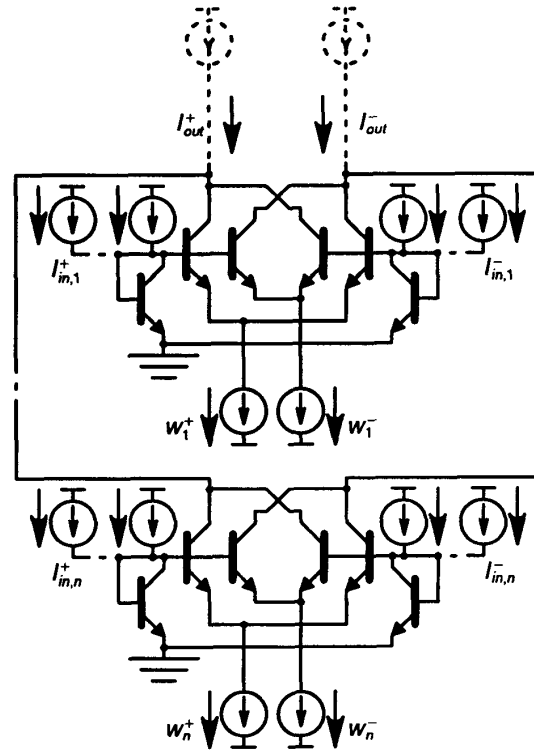 I⁺out I⁻out
I⁺in,1 I⁻in,1
w⁺1 w⁻1
I⁺in,n I⁻in,n
w⁺n w⁻n